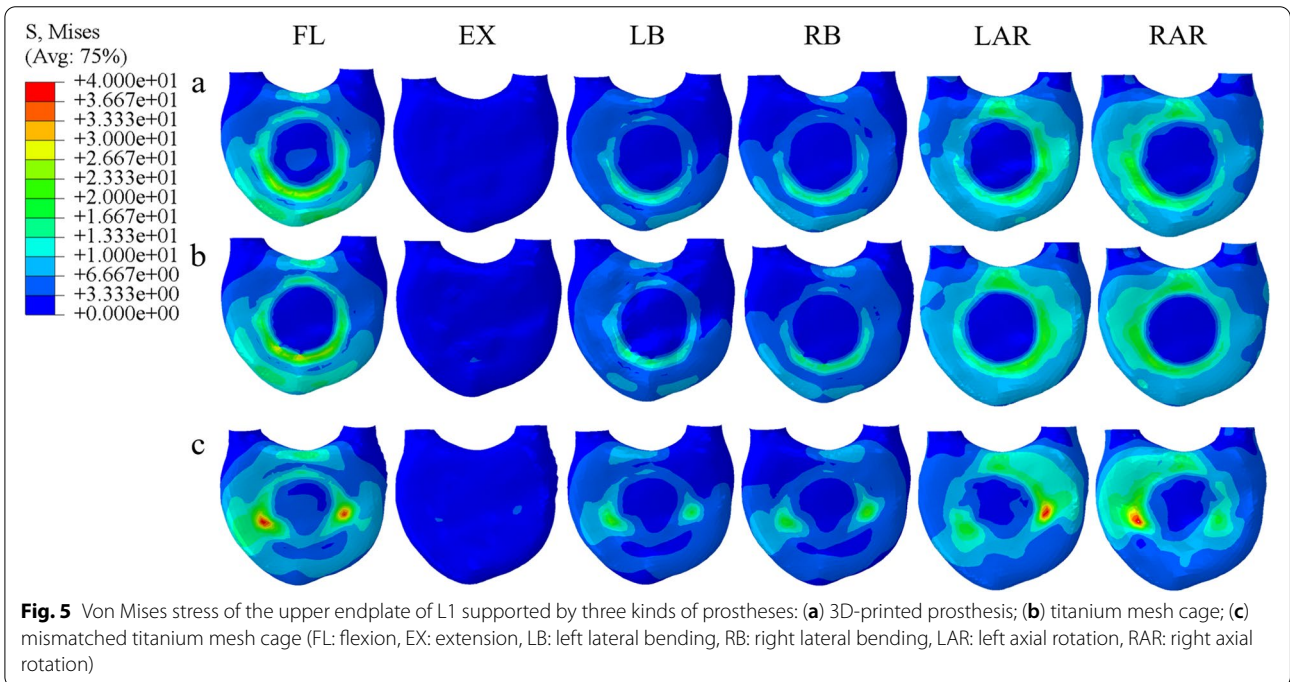 S, Mises
(Avg: 75%)
+4.000e+01
+3.667e+01
+3.333e+01
+3.000e+01
+2.667e+01
+2.333e+01
+2.000e+01
+1.667e+01
+1.333e+01
+1.000e+01
+6.667e+00
+3.333e+00
+0.000e+00
FL EX LB RB LAR RAR
a
b
c
Fig. 5 Von Mises stress of the upper endplate of L1 supported by three kinds of prostheses: (a) 3D-printed prosthesis; (b) titanium mesh cage; (c)
mismatched titanium mesh cage (FL: flexion, EX: extension, LB: left lateral bending, RB: right lateral bending, LAR: left axial rotation, RAR: right axial
rotation)